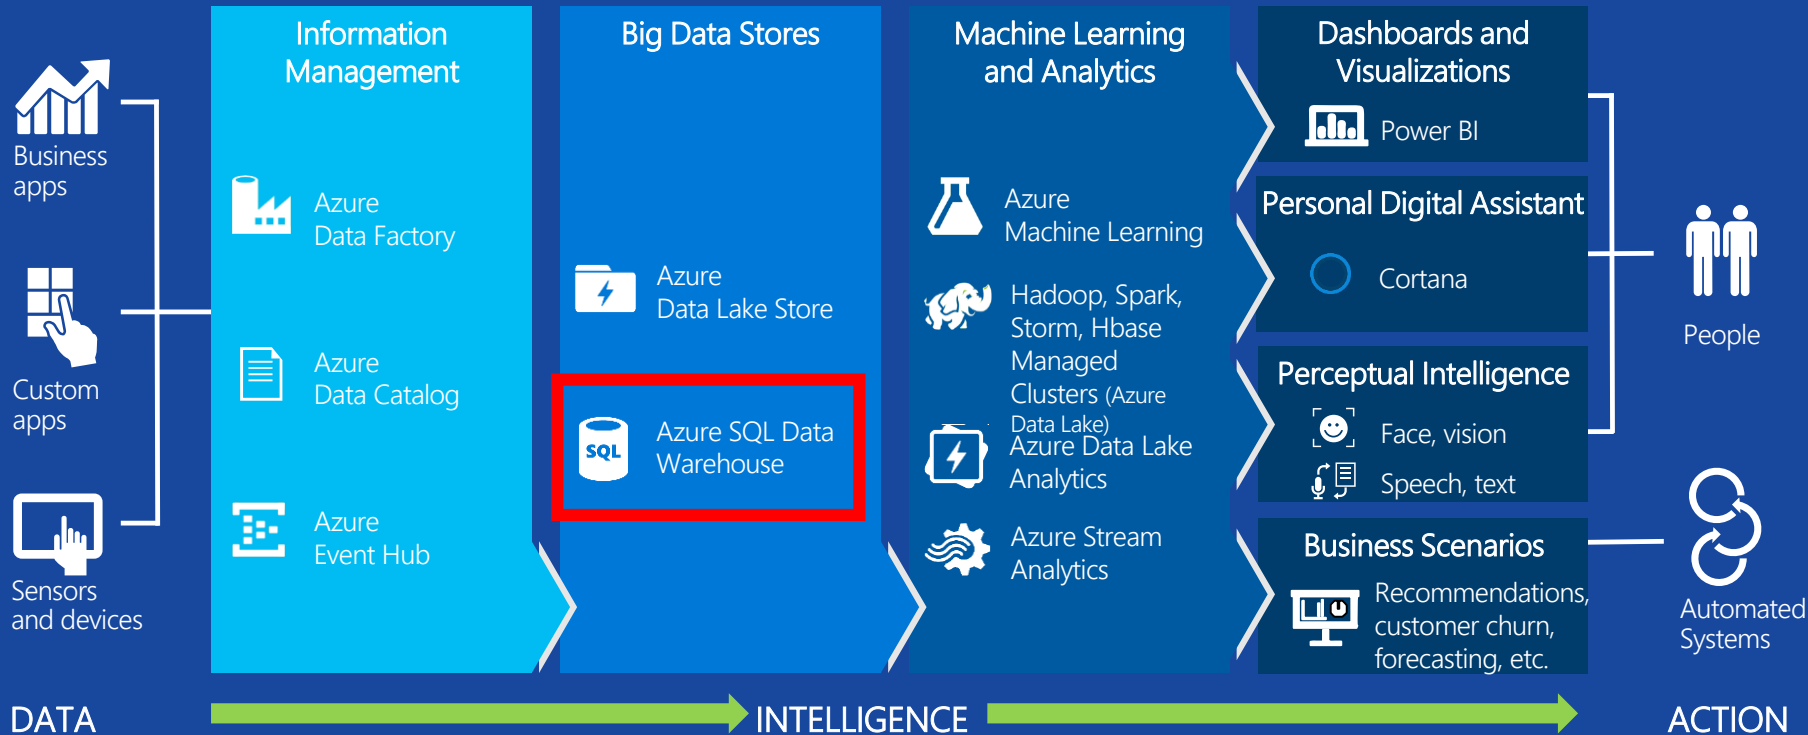 Business
apps
Custom
apps
Sensors
and devices
Information
Management
Azure
Data Factory
Azure
Data Catalog
Azure
Event Hub
Big Data Stores
Azure
Data Lake Store
SQL
Azure SQL Data
Warehouse
Machine Learning
and Analytics
Azure
Machine Learning
Hadoop, Spark,
Storm, Hbase
Managed
Clusters (Azure
Data Lake)
Azure Data Lake
Analytics
Azure Stream
Analytics
Dashboards and
Visualizations
Power BI
Personal Digital Assistant
Cortana
Perceptual Intelligence
Face, vision
Speech, text
Business Scenarios
Recommendations,
customer churn,
forecasting, etc.
People
Automated
Systems
DATA
INTELLIGENCE
ACTION